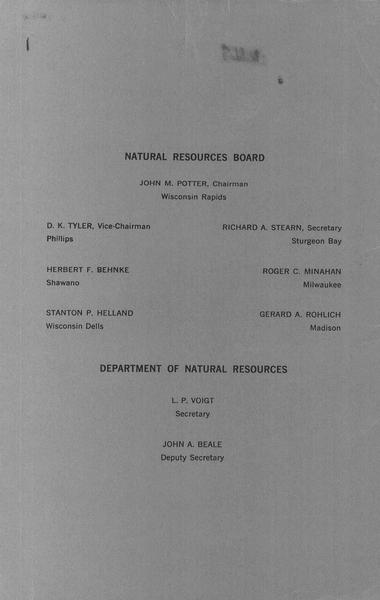 NATURAL RESOURCES BOARD
JOHN M. POTTER, Chairman
Wisconsin Rapids
D. K. TYLER, Vice-Chairman
Phillips
RICHARD A. STEARN, Secretary
Sturgeon Bay
HERBERT F. BEHNKE
Shawano
ROGER C. MINAHAN
Milwaukee
STANTON P. HELLAND
Wisconsin Dells
GERARD A. ROHLICH
Madison
DEPARTMENT OF NATURAL RESOURCES
L. P. VOIGT
Secretary
JOHN A. BEALE
Deputy Secretary